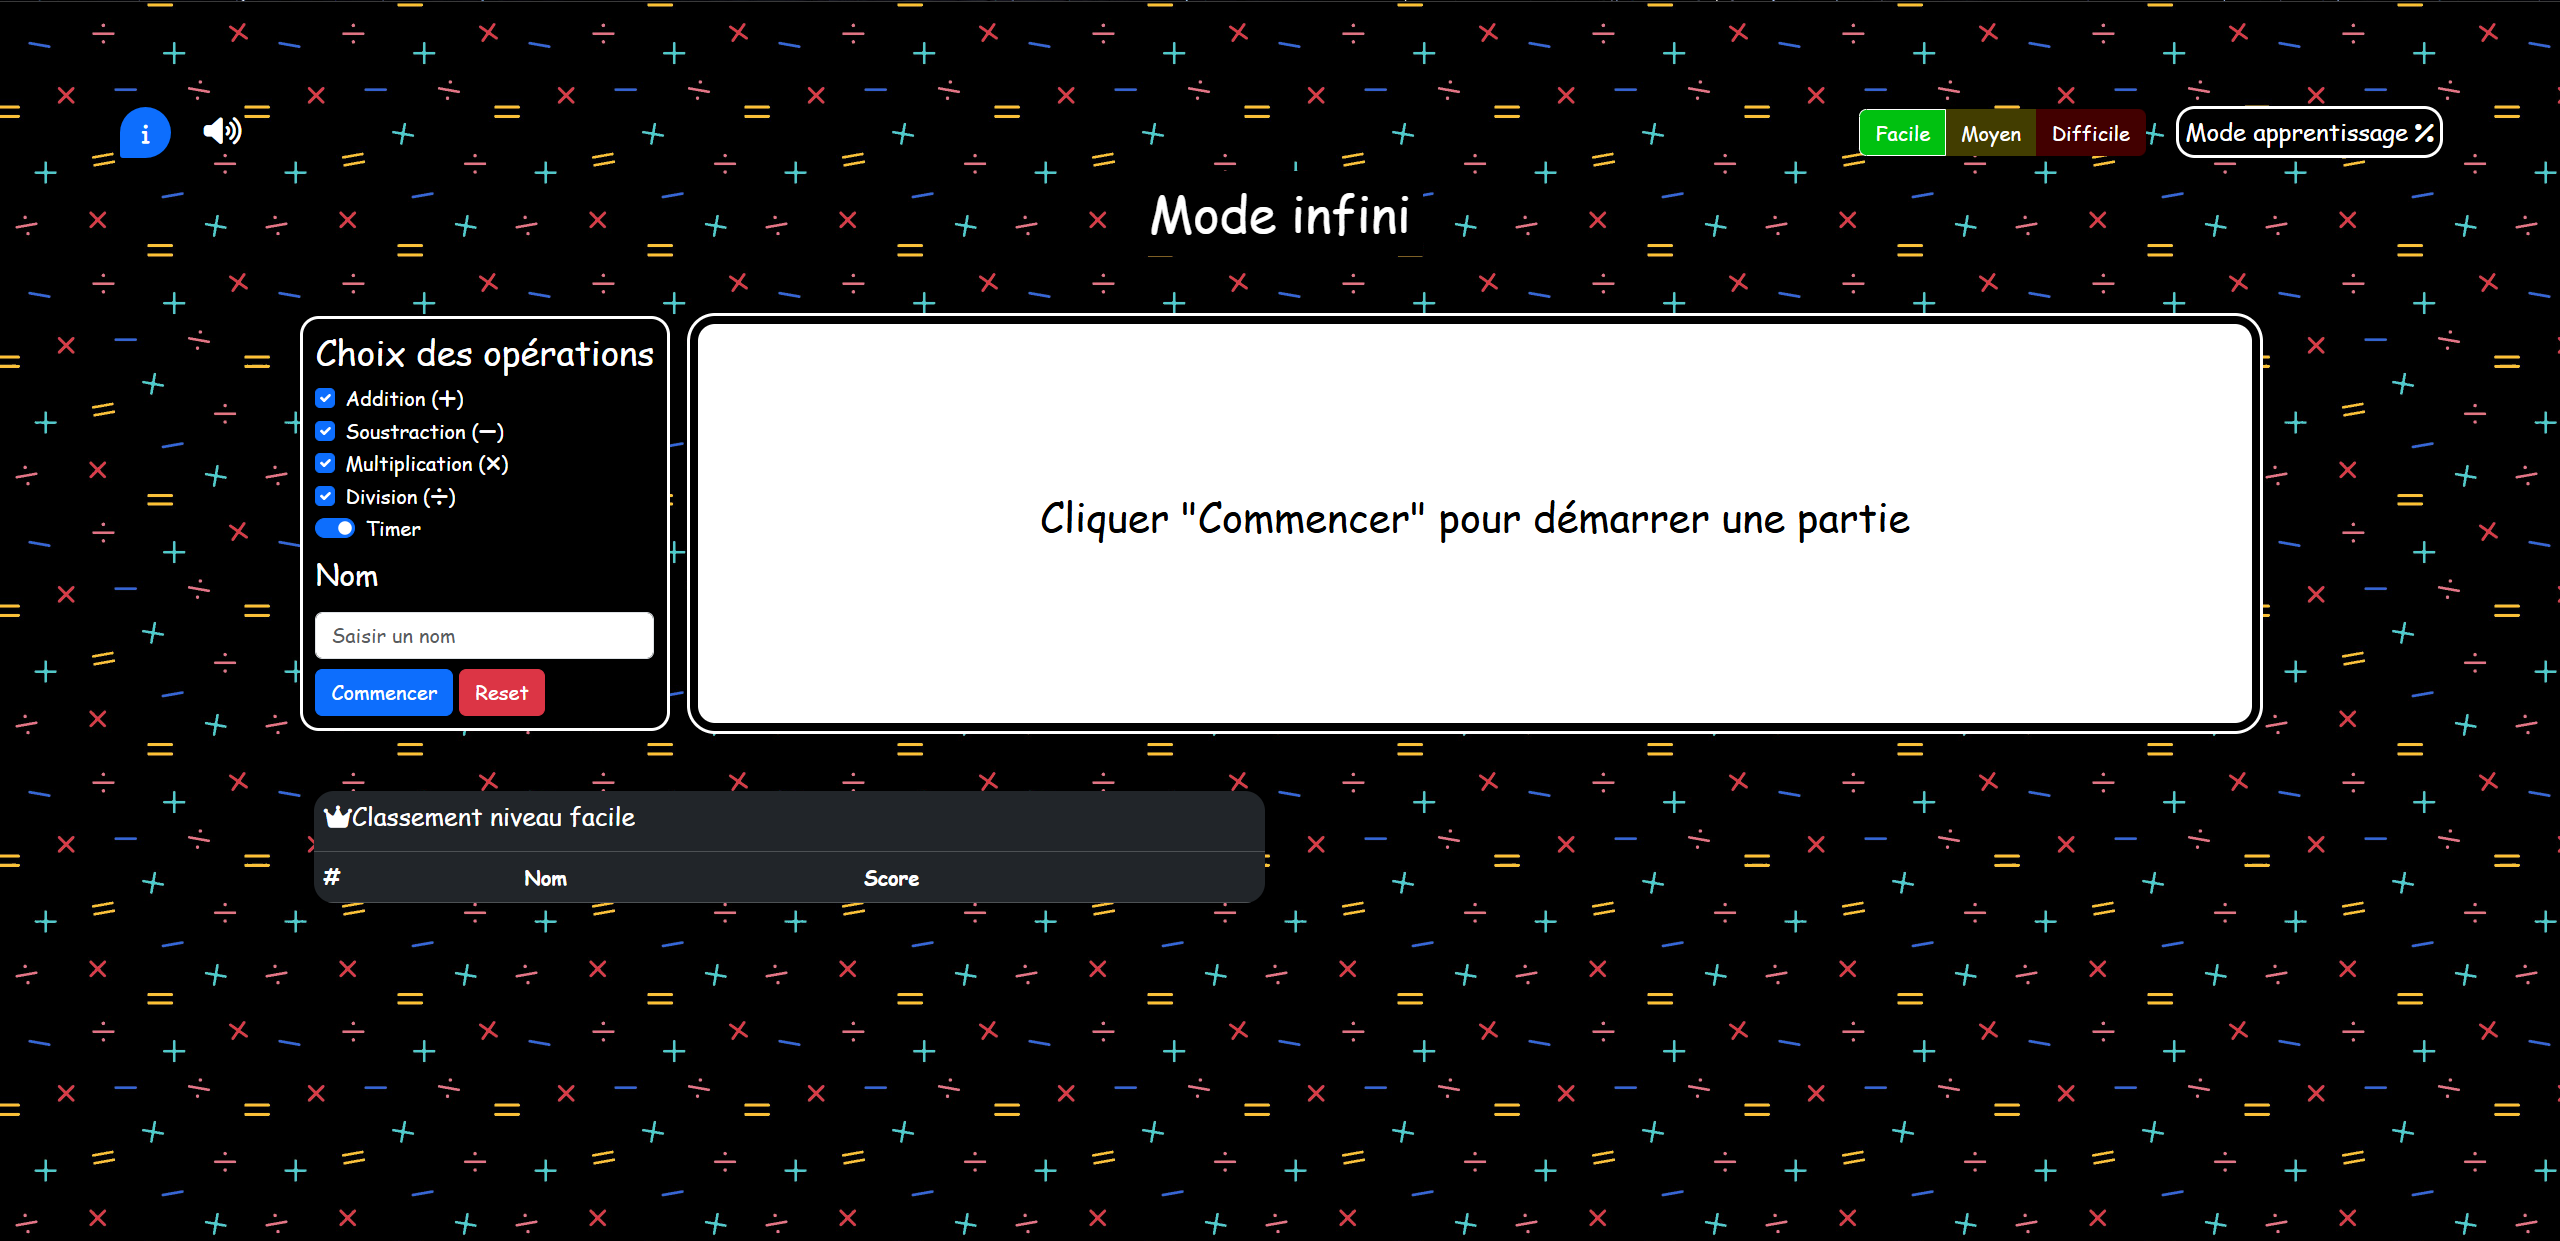 i
Facile Moyen Difficile Mode apprentissage
Mode infini
Choix des opérations
Addition (+)
Soustraction (−)
Multiplication (×)
Division (÷)
Timer
Nom
Saisir un nom
Commencer Reset
Cliquer "Commencer" pour démarrer une partie
Classement niveau facile
# Nom Score